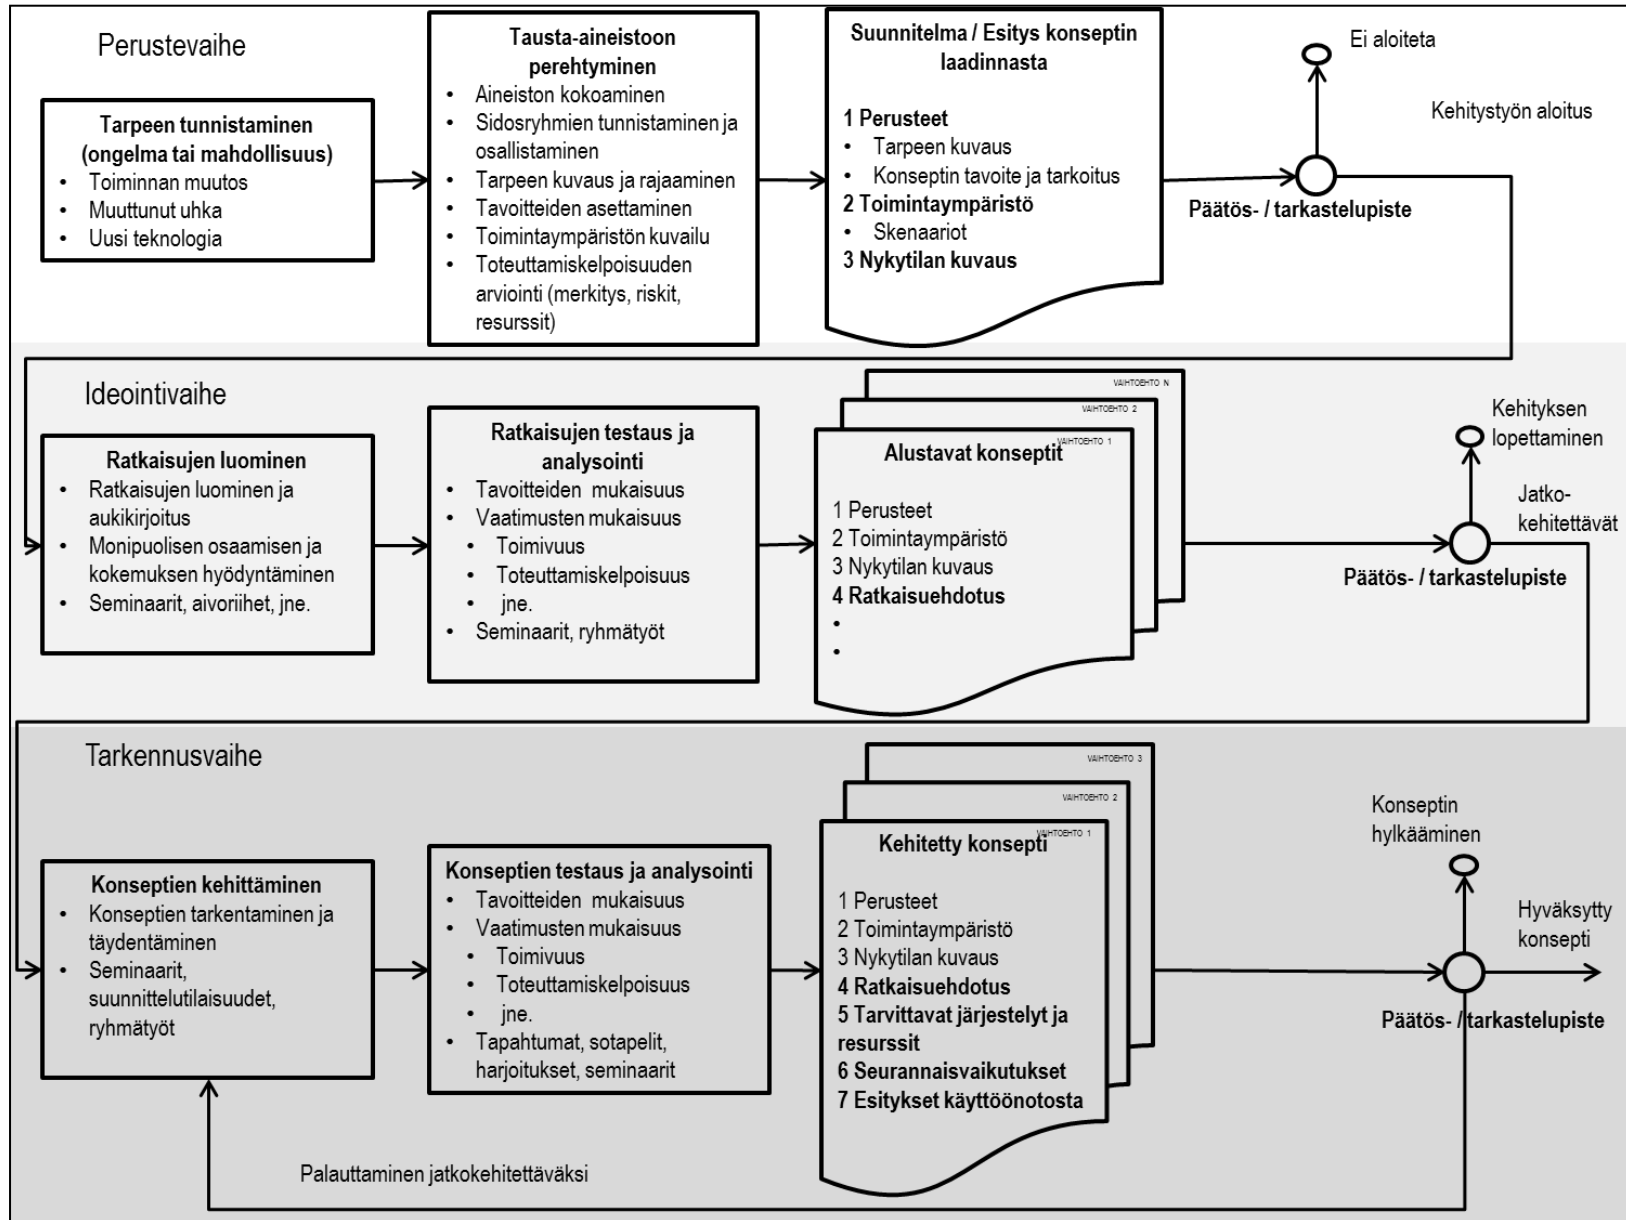 Perustevaihe
Tarpeen tunnistaminen
(ongelma tai mahdollisuus)
• Toiminnan muutos
• Muuttunut uhka
• Uusi teknologia
Tausta-aineistoon
perehtyminen
• Aineiston kokoaminen
• Sidosryhmien tunnistaminen ja
osallistaminen
• Tarpeen kuvaus ja rajaaminen
• Tavoitteiden asettaminen
• Toimintaympäristön kuvailu
• Toteuttamiskelpoisuuden
arviointi (merkitys, riskit,
resurssit)
Suunnitelma / Esitys konseptin
laadinnasta
1 Perusteet
• Tarpeen kuvaus
• Konseptin tavoite ja tarkoitus
2 Toimintaympäristö
• Skenaariot
3 Nykytilan kuvaus
Ei aloiteta
Kehitystyön aloitus
Päätös- / tarkastelupiste
Ideointivaihe
Ratkaisujen luominen
• Ratkaisujen luominen ja
aukikirjoitus
• Monipuolisen osaamisen ja
kokemuksen hyödyntäminen
• Seminaarit, aivoriihet, jne.
Ratkaisujen testaus ja
analysointi
• Tavoitteiden mukaisuus
• Vaatimusten mukaisuus
• Toimivuus
• Toteuttamiskelpoisuus
• jne.
• Seminaarit, ryhmätyöt
VAIHTOEHTO N
VAIHTOEHTO 2
VAIHTOEHTO 1
Alustavat konseptit
1 Perusteet
2 Toimintaympäristö
3 Nykytilan kuvaus
4 Ratkaisuehdotus
•
•
Kehityksen
lopettaminen
Jatko-
kehitettävät
Päätös- / tarkastelupiste
Tarkennusvaihe
Konseptien kehittäminen
• Konseptien tarkentaminen ja
täydentäminen
• Seminaarit,
suunnittelutilaisuudet,
ryhmätyöt
Konseptien testaus ja analysointi
• Tavoitteiden mukaisuus
• Vaatimusten mukaisuus
• Toimivuus
• Toteuttamiskelpoisuus
• jne.
• Tapahtumat, sotapelit,
harjoitukset, seminaarit
VAIHTOEHTO 3
VAIHTOEHTO 2
VAIHTOEHTO 1
Kehitetty konsepti
1 Perusteet
2 Toimintaympäristö
3 Nykytilan kuvaus
4 Ratkaisuehdotus
5 Tarvittavat järjestelyt ja
resurssit
6 Seurannaisvaikutukset
7 Esitykset käyttöönotosta
Konseptin
hylkääminen
Hyväksytty
konsepti
Päätös- / tarkastelupiste
Palauttaminen jatkokehitettäväksi